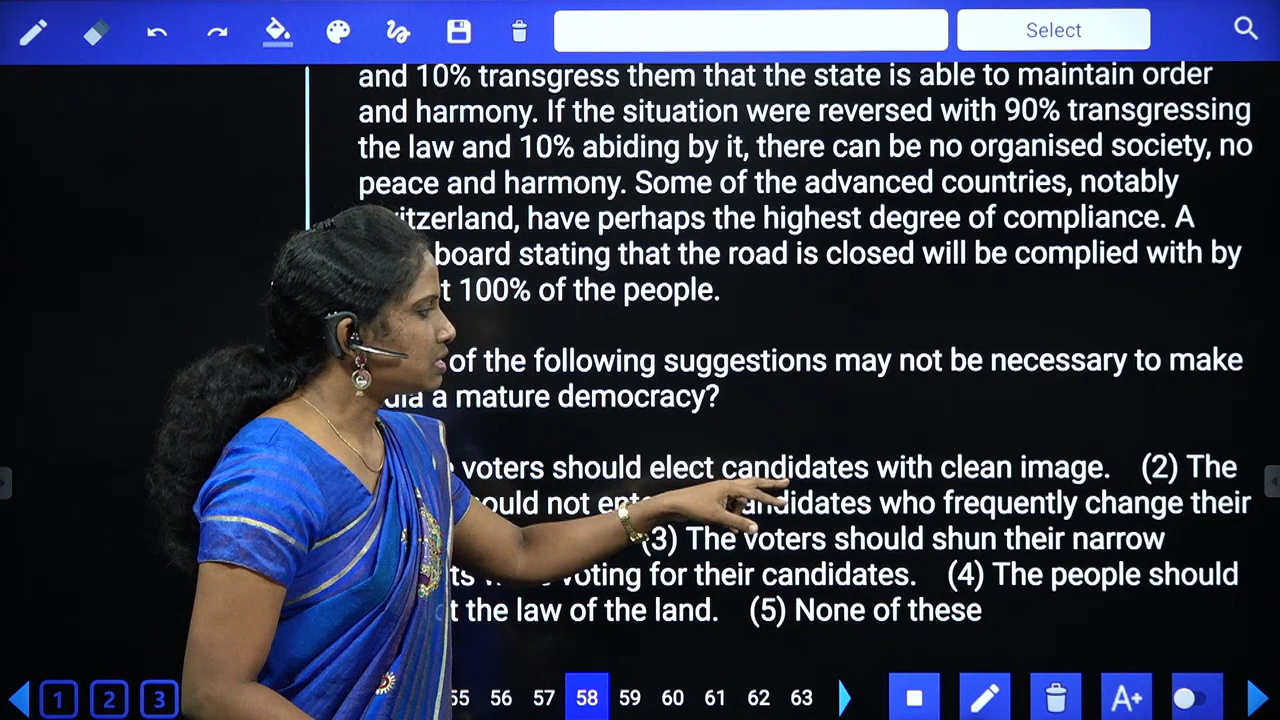 Select
and 10% transgress them that the state is able to maintain order
and harmony. If the situation were reversed with 90% transgressing
the law and 10% abiding by it, there can be no organised society, no
peace and harmony. Some of the advanced countries, notably
itzerland, have perhaps the highest degree of compliance. A
board stating that the road is closed will be complied with by
t 100% of the people.
of the following suggestions may not be necessary to make
a mature democracy?
voters should elect candidates with clean image. (2) The
ould not candidates who frequently change their
(3) The voters should shun their narrow
voting for their candidates. (4) The people should
the law of the land. (5) None of these
1 2 3 55 56 57 58 59 60 61 62 63 A+